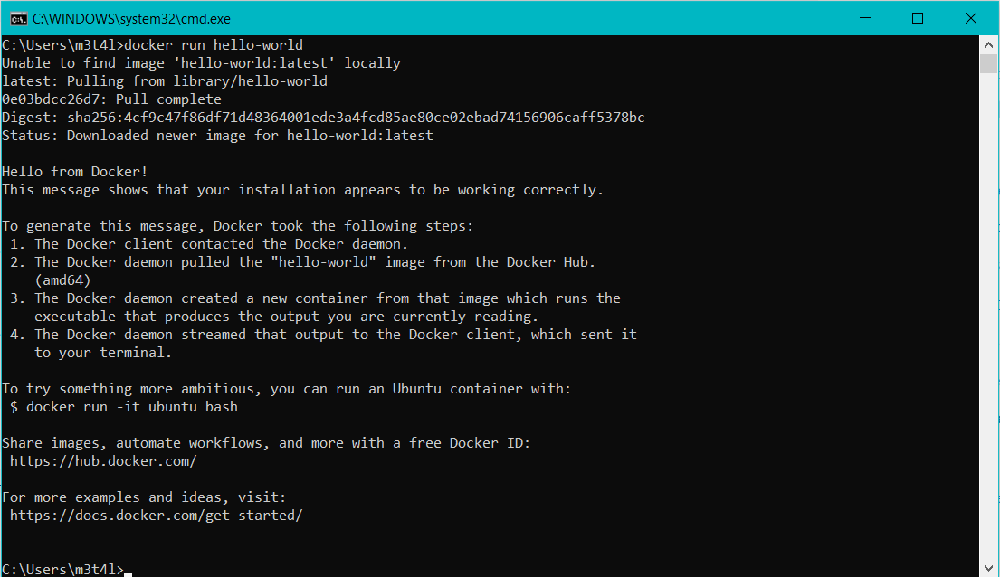 C:\WINDOWS\system32\cmd.exe
C:\Users\m3t4l>docker run hello-world
Unable to find image 'hello-world:latest' locally
latest: Pulling from library/hello-world
0e03bdcc26d7: Pull complete
Digest: sha256:4cf9c47f86df71d48364001ede3a4fcd85ae80ce02ebad74156906caff5378bc
Status: Downloaded newer image for hello-world:latest

Hello from Docker!
This message shows that your installation appears to be working correctly.

To generate this message, Docker took the following steps:
 1. The Docker client contacted the Docker daemon.
 2. The Docker daemon pulled the "hello-world" image from the Docker Hub.
    (amd64)
 3. The Docker daemon created a new container from that image which runs the
    executable that produces the output you are currently reading.
 4. The Docker daemon streamed that output to the Docker client, which sent it
    to your terminal.

To try something more ambitious, you can run an Ubuntu container with:
 $ docker run -it ubuntu bash

Share images, automate workflows, and more with a free Docker ID:
 https://hub.docker.com/

For more examples and ideas, visit:
 https://docs.docker.com/get-started/

C:\Users\m3t4l>